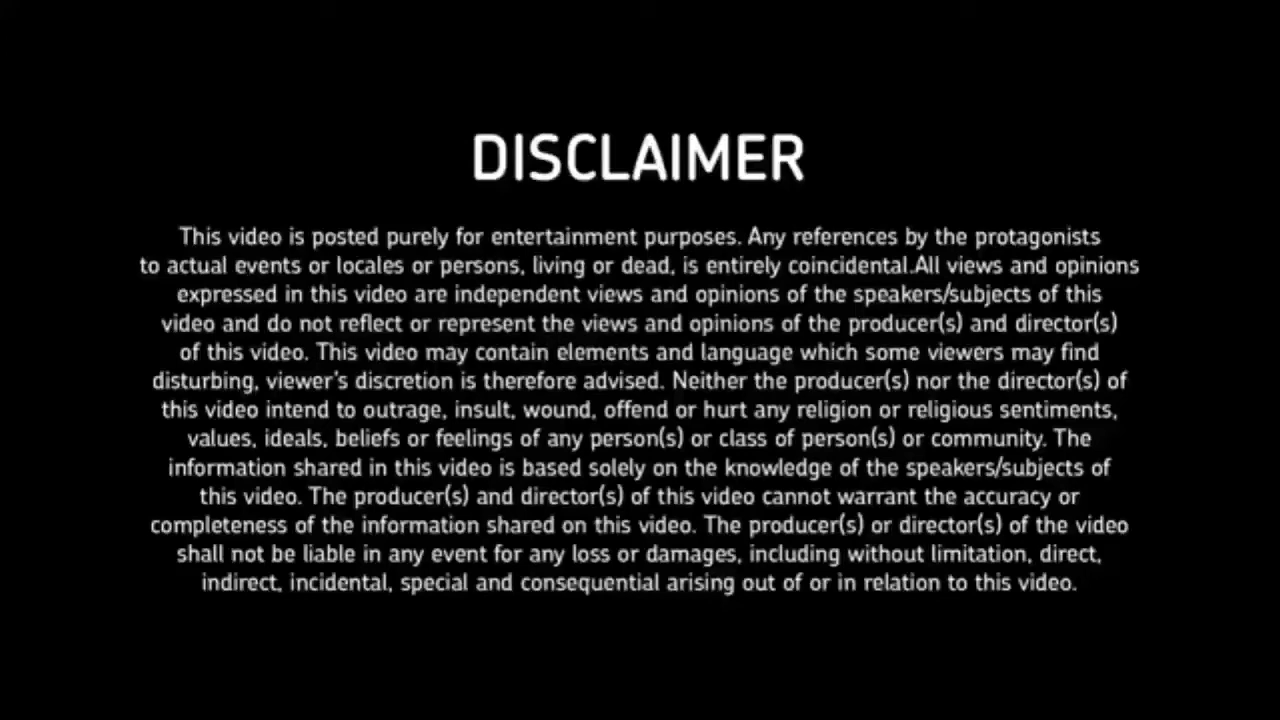 DISCLAIMER
This video is posted purely for entertainment purposes. Any references by the protagonists
to actual events or locales or persons, living or dead, is entirely coincidental.All views and opinions
expressed in this video are independent views and opinions of the speakers/subjects of this
video and do not reflect or represent the views and opinions of the producer(s) and director(s)
of this video. This video may contain elements and language which some viewers may find
disturbing, viewer's discretion is therefore advised. Neither the producer(s) nor the director(s) of
this video intend to outrage, insult, wound, offend or hurt any religion or religious sentiments,
values, ideals, beliefs or feelings of any person(s) or class of person(s) or community. The
information shared in this video is based solely on the knowledge of the speakers/subjects of
this video. The producer(s) and director(s) of this video cannot warrant the accuracy or
completeness of the information shared on this video. The producer(s) or director(s) of the video
shall not be liable in any event for any loss or damages, including without limitation, direct,
indirect, incidental, special and consequential arising out of or in relation to this video.